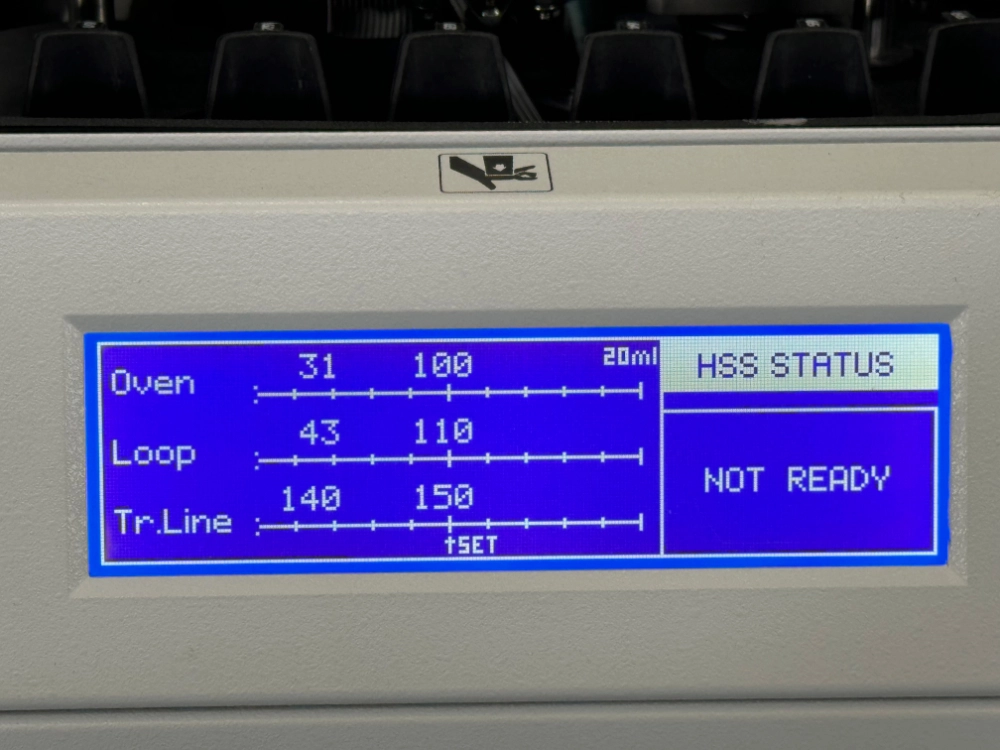 Oven 31 100 20ml
Loop 43 110
Tr.Line 140 150
↑SET
HSS STATUS
NOT READY